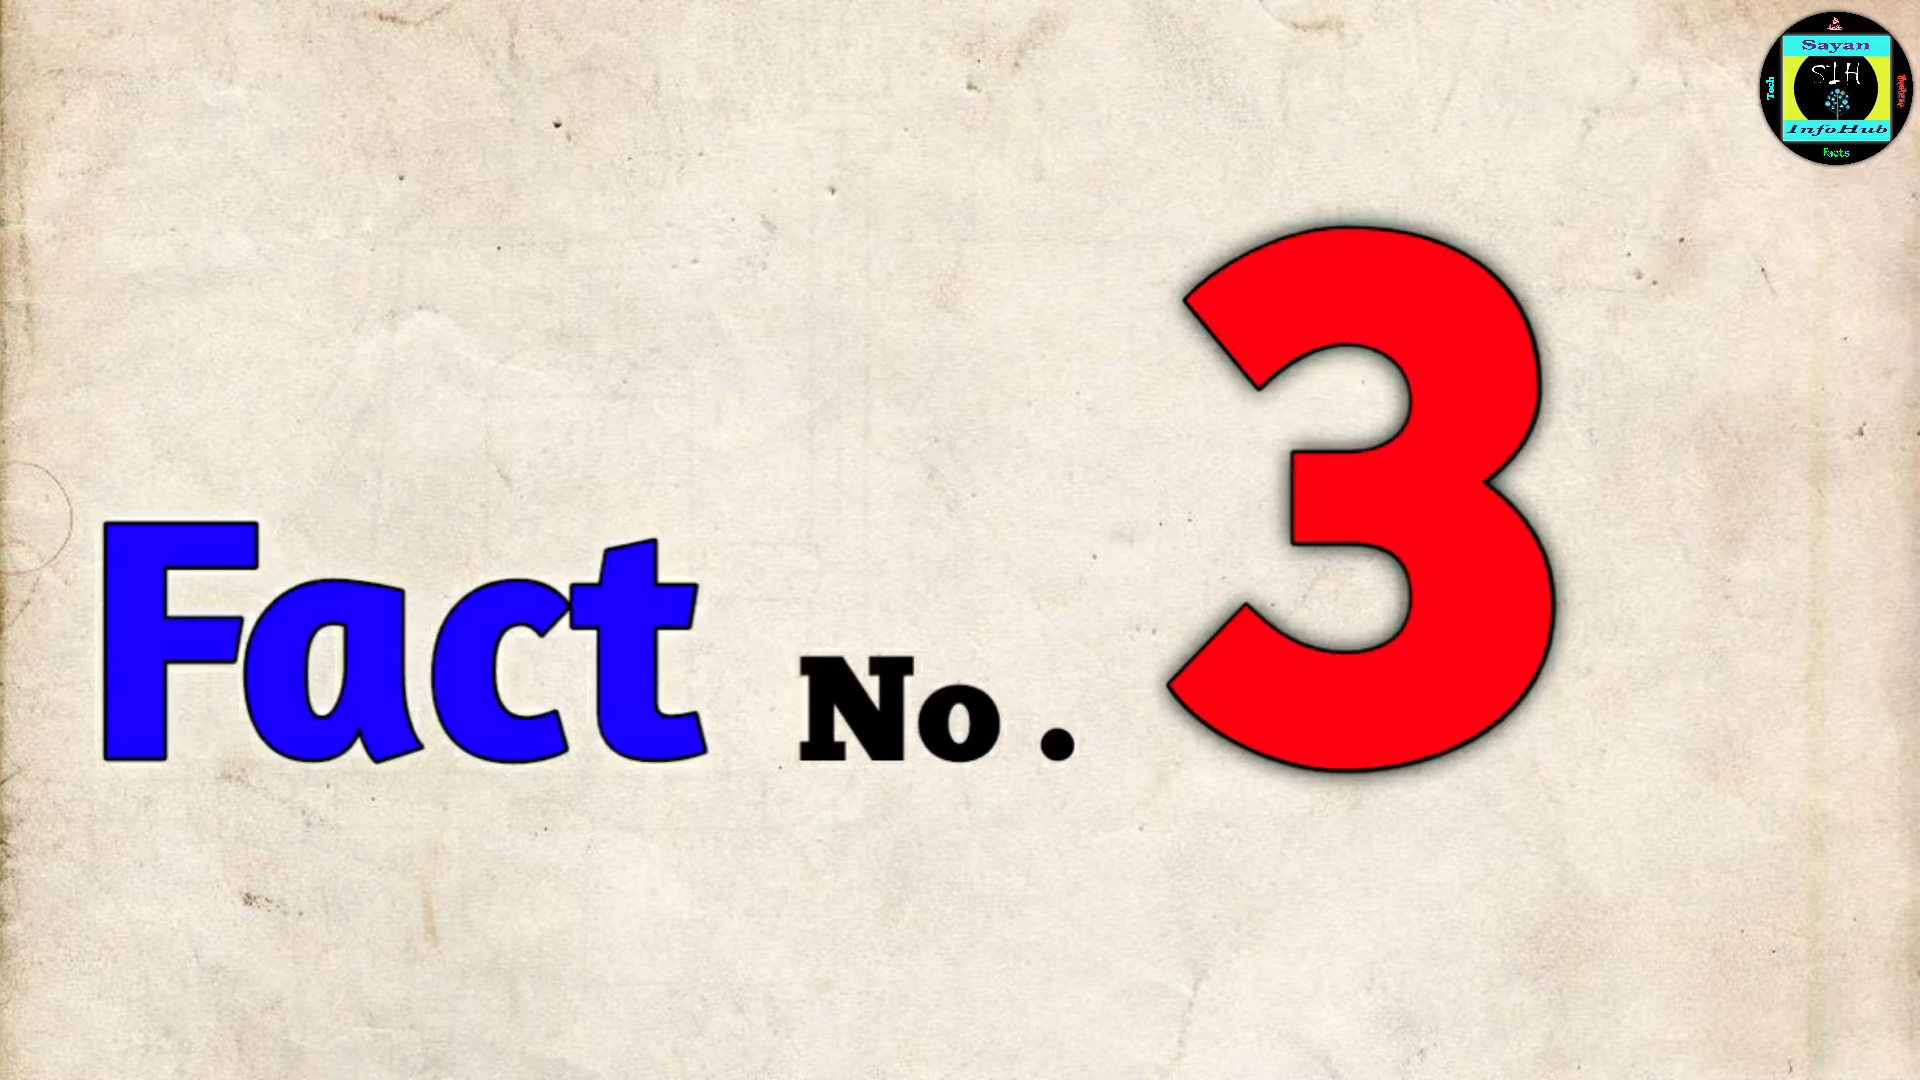 Sayan
SIH
Tech
InfoHub
Facts
Fact No . 3